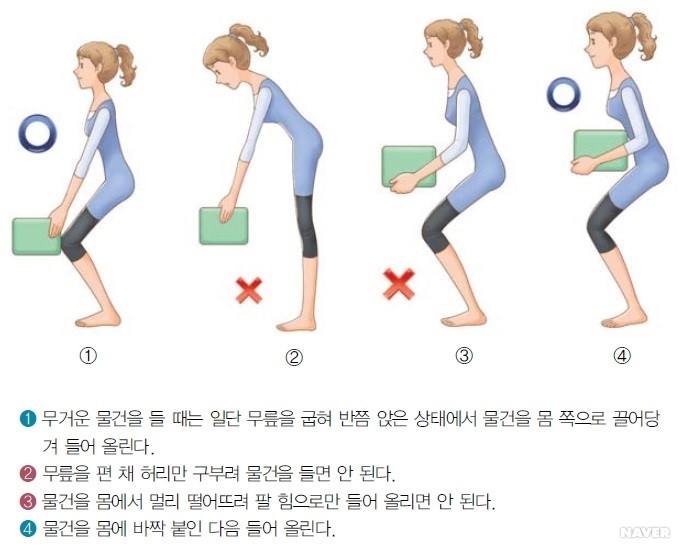 ① ② ③ ④
❶ 무거운 물건을 들 때는 일단 무릎을 굽혀 반쯤 앉은 상태에서 물건을 몸 쪽으로 끌어당
겨 들어 올린다.
❷ 무릎을 편 채 허리만 구부려 물건을 들면 안 된다.
❸ 물건을 몸에서 멀리 떨어뜨려 팔 힘으로만 들어 올리면 안 된다.
❹ 물건을 몸에 바짝 붙인 다음 들어 올린다.
NAVER